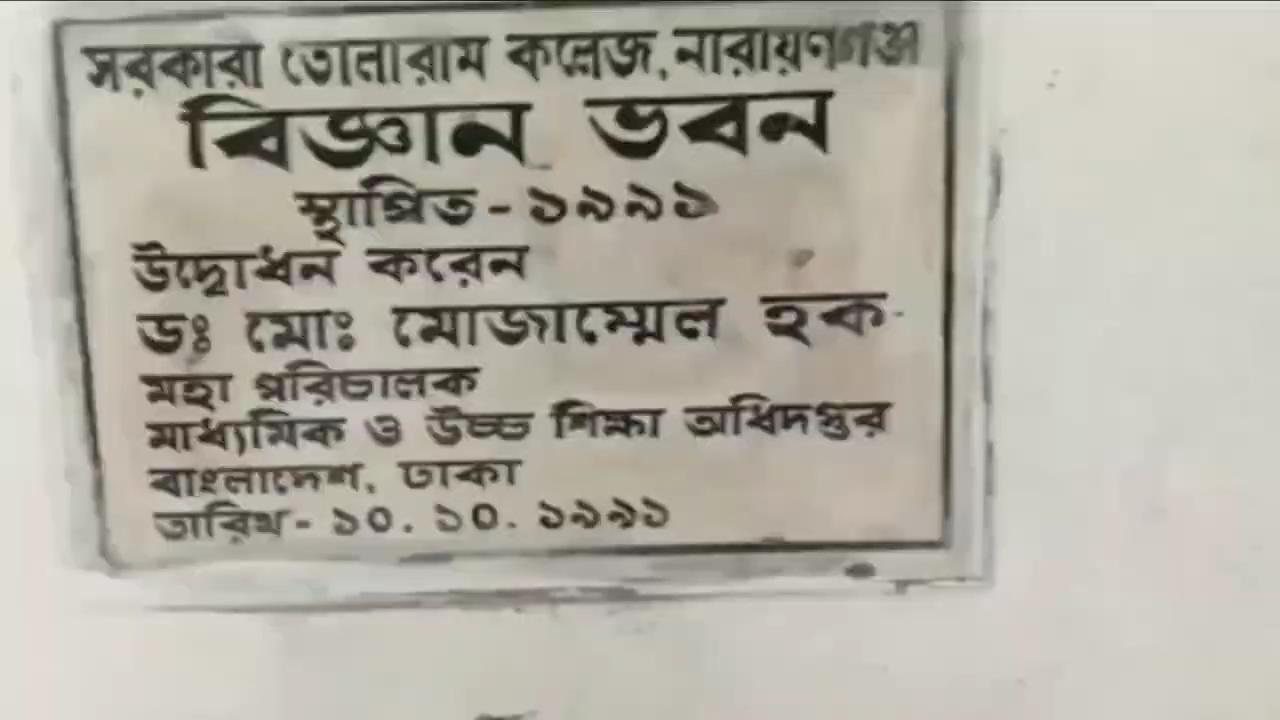 সরকারী তোলারাম কলেজ, নারায়ণগঞ্জ
বিজ্ঞান ভবন
স্থাপিত - ১৯৯১
উদ্বোধন করেন
ডঃ মোঃ মোজাম্মেল হক
মহা পরিচালক
মাধ্যমিক ও উচ্চ শিক্ষা অধিদপ্তর
বাংলাদেশ, ঢাকা
তারিখ - ১০. ১০. ১৯৯১